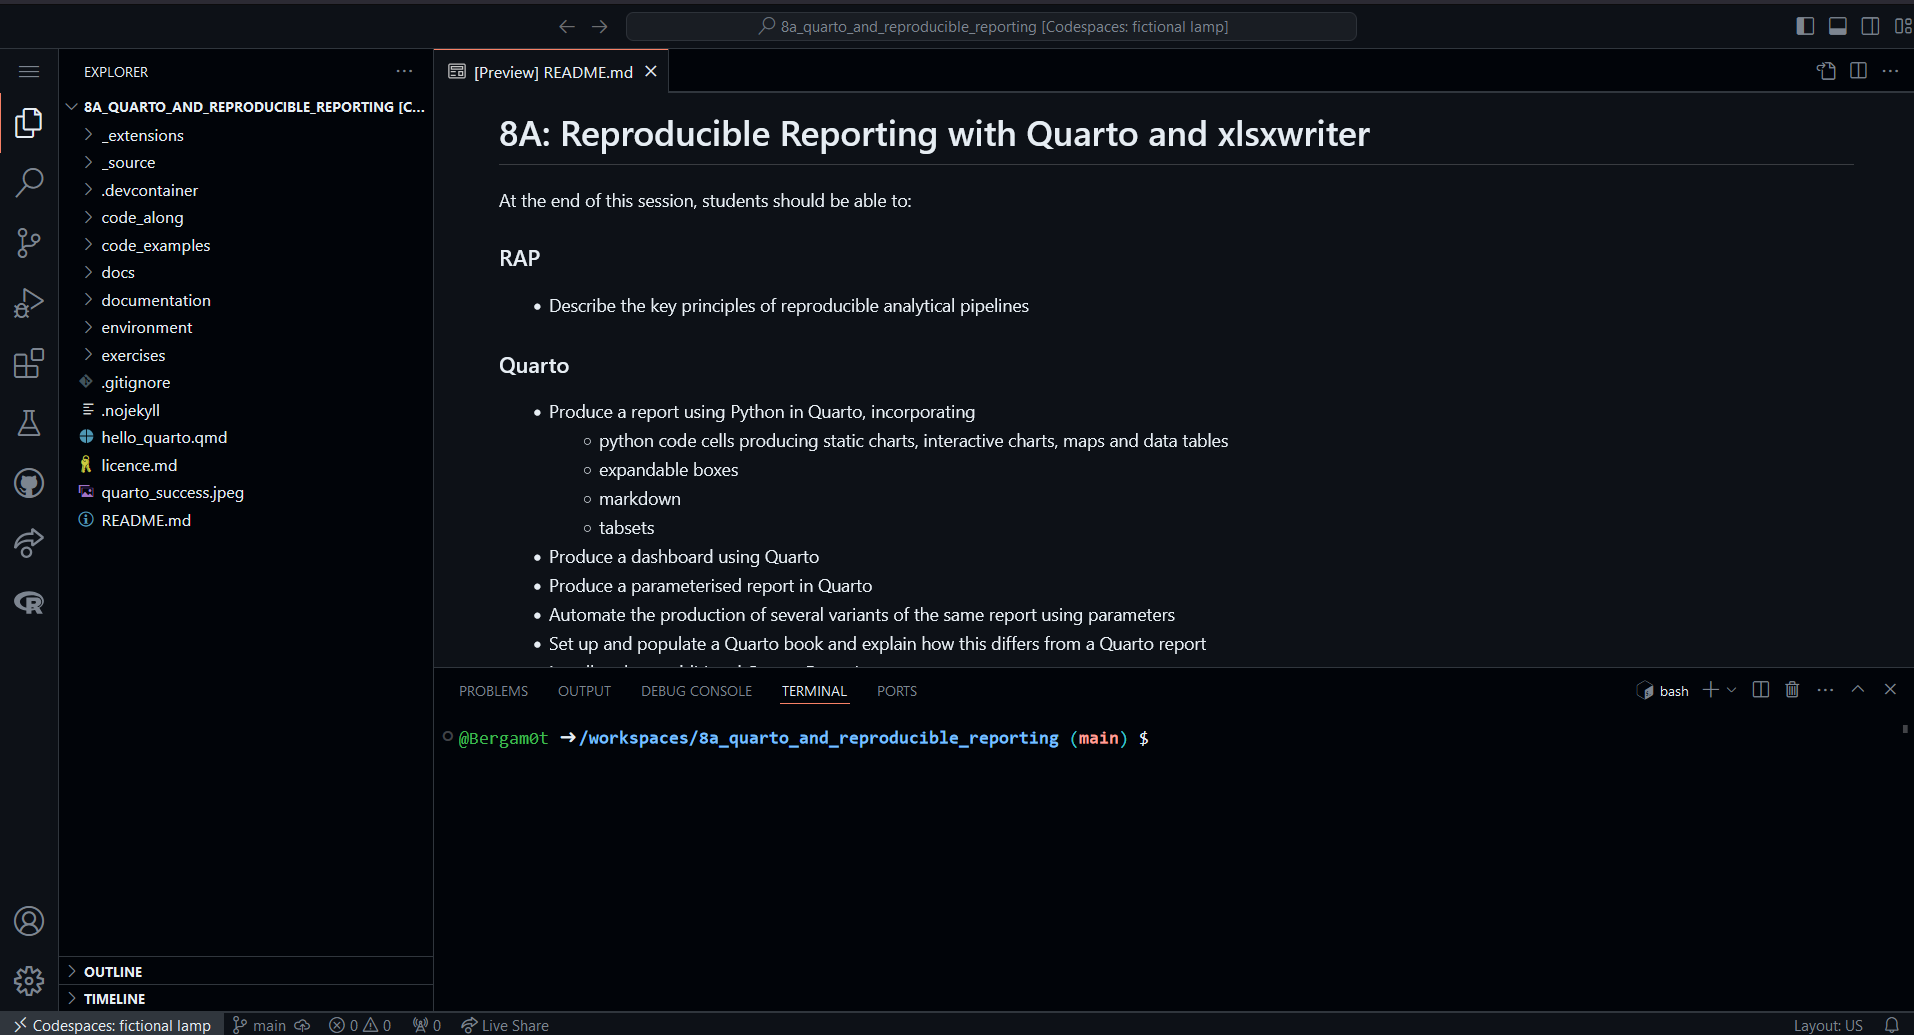 8a_quarto_and_reproducible_reporting [Codespaces: fictional lamp]
EXPLORER
8A_QUARTO_AND_REPRODUCIBLE_REPORTING [C...
_extensions
_source
.devcontainer
code_along
code_examples
docs
documentation
environment
exercises
.gitignore
.nojekyll
hello_quarto.qmd
licence.md
quarto_success.jpeg
README.md
OUTLINE
TIMELINE
[Preview] README.md
8A: Reproducible Reporting with Quarto and xlsxwriter
At the end of this session, students should be able to:
RAP
• Describe the key principles of reproducible analytical pipelines
Quarto
• Produce a report using Python in Quarto, incorporating
◦ python code cells producing static charts, interactive charts, maps and data tables
◦ expandable boxes
◦ markdown
◦ tabsets
• Produce a dashboard using Quarto
• Produce a parameterised report in Quarto
• Automate the production of several variants of the same report using parameters
• Set up and populate a Quarto book and explain how this differs from a Quarto report
PROBLEMS OUTPUT DEBUG CONSOLE TERMINAL PORTS bash
@Bergam0t ➜/workspaces/8a_quarto_and_reproducible_reporting (main) $
Codespaces: fictional lamp main 0 0 0 Live Share Layout: US